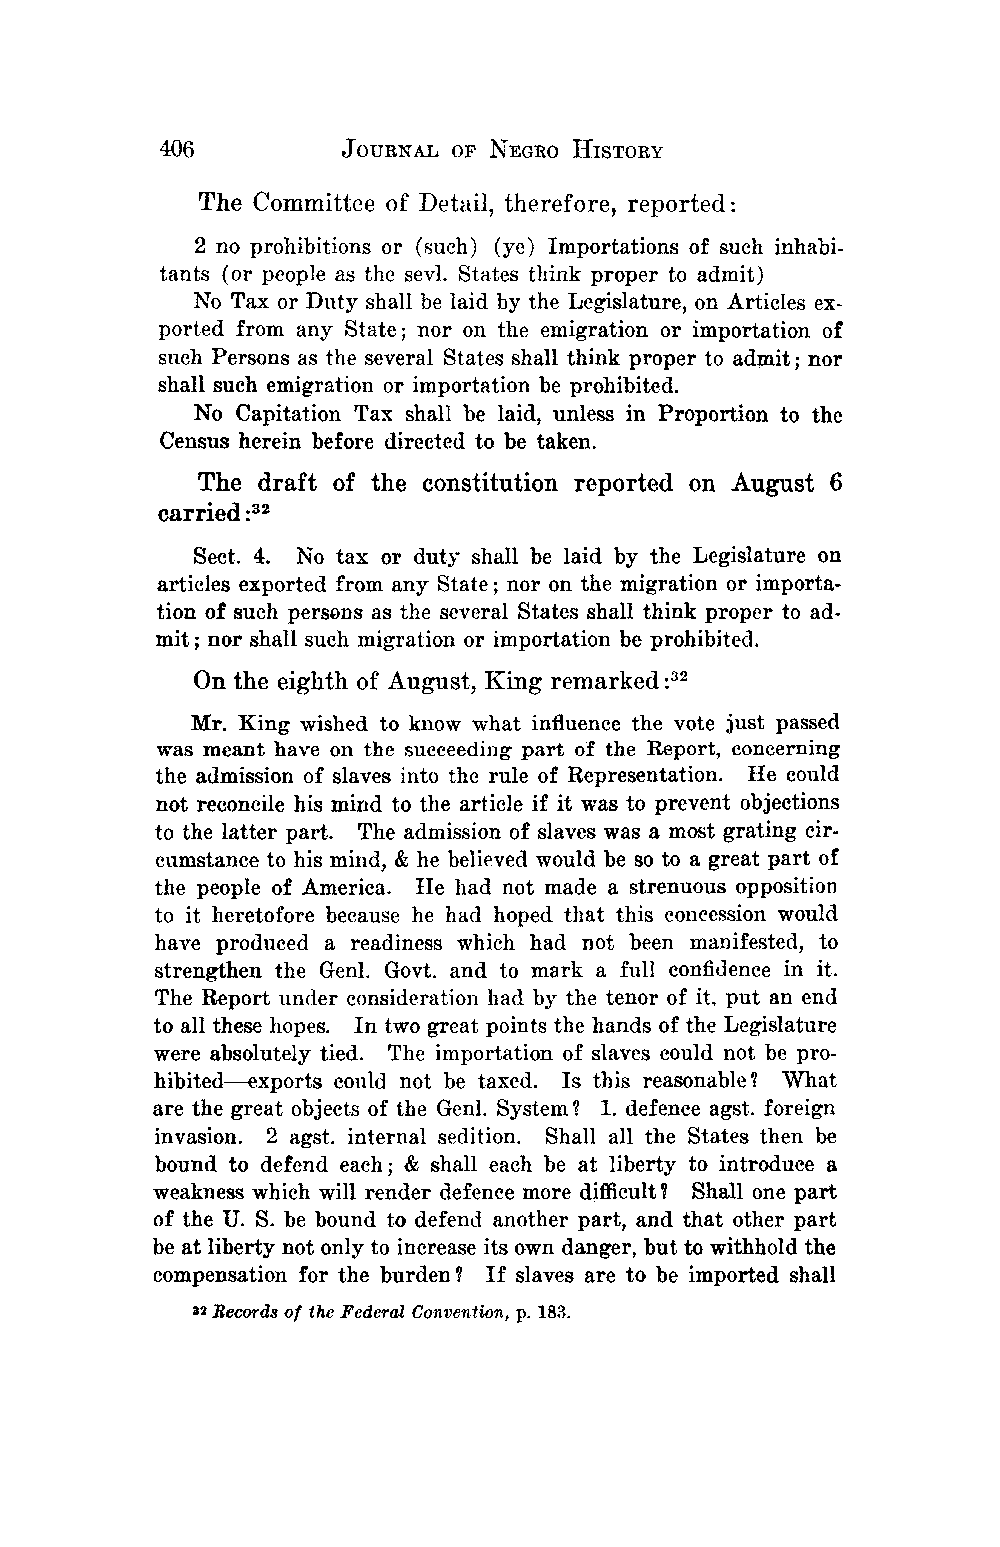 406 JOURNAL OF NEGRO HISTORY
The Committee of Detail, therefore, reported:
2 no prohibitions or (such) (ye) Importations of such inhabi-
tants (or people as the sevl. States think proper to admit)
No Tax or Duty shall be laid by the Legislature, on Articles ex-
ported from any State; nor on the emigration or importation of
such Persons as the several States shall think proper to admit; nor
shall such emigration or importation be prohibited.
No Capitation Tax shall be laid, unless in Proportion to the
Census herein before directed to be taken.
The draft of the constitution reported on August 6
carried:³²
Sect. 4. No tax or duty shall be laid by the Legislature on
articles exported from any State; nor on the migration or importa-
tion of such persons as the several States shall think proper to ad-
mit; nor shall such migration or importation be prohibited.
On the eighth of August, King remarked:³²
Mr. King wished to know what influence the vote just passed
was meant have on the succeeding part of the Report, concerning
the admission of slaves into the rule of Representation. He could
not reconcile his mind to the article if it was to prevent objections
to the latter part. The admission of slaves was a most grating cir-
cumstance to his mind, & he believed would be so to a great part of
the people of America. He had not made a strenuous opposition
to it heretofore because he had hoped that this concession would
have produced a readiness which had not been manifested, to
strengthen the Genl. Govt. and to mark a full confidence in it.
The Report under consideration had by the tenor of it, put an end
to all these hopes. In two great points the hands of the Legislature
were absolutely tied. The importation of slaves could not be pro-
hibited—exports could not be taxed. Is this reasonable? What
are the great objects of the Genl. System? 1. defence agst. foreign
invasion. 2 agst. internal sedition. Shall all the States then be
bound to defend each; & shall each be at liberty to introduce a
weakness which will render defence more difficult? Shall one part
of the U. S. be bound to defend another part, and that other part
be at liberty not only to increase its own danger, but to withhold the
compensation for the burden? If slaves are to be imported shall
³² Records of the Federal Convention, p. 183.